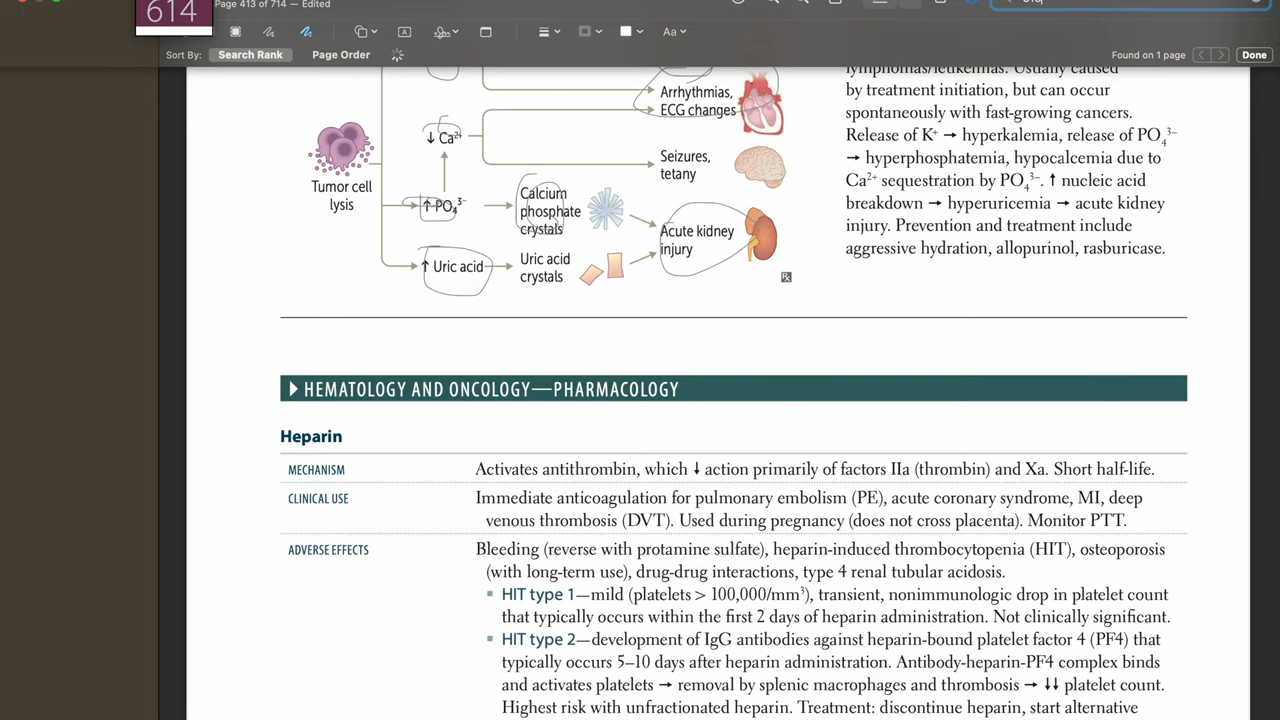 614
Page 413 of 714 — Edited
Sort By: Search Rank Page Order
Found on 1 page
Done
Aa
Tumor cell
lysis
↓ Ca²⁺
↑ PO₄³⁻
↑ Uric acid
Arrhythmias,
ECG changes
Seizures,
tetany
Calcium
phosphate
crystals
Uric acid
crystals
Acute kidney
injury
Rx
lymphomas/leukemias. Usually caused
by treatment initiation, but can occur
spontaneously with fast-growing cancers.
Release of K⁺ → hyperkalemia, release of PO₄³⁻
→ hyperphosphatemia, hypocalcemia due to
Ca²⁺ sequestration by PO₄³⁻. ↑ nucleic acid
breakdown → hyperuricemia → acute kidney
injury. Prevention and treatment include
aggressive hydration, allopurinol, rasburicase.
HEMATOLOGY AND ONCOLOGY—PHARMACOLOGY
Heparin
MECHANISM Activates antithrombin, which ↓ action primarily of factors IIa (thrombin) and Xa. Short half-life.
CLINICAL USE Immediate anticoagulation for pulmonary embolism (PE), acute coronary syndrome, MI, deep
venous thrombosis (DVT). Used during pregnancy (does not cross placenta). Monitor PTT.
ADVERSE EFFECTS Bleeding (reverse with protamine sulfate), heparin-induced thrombocytopenia (HIT), osteoporosis
(with long-term use), drug-drug interactions, type 4 renal tubular acidosis.
▪ HIT type 1—mild (platelets > 100,000/mm³), transient, nonimmunologic drop in platelet count
that typically occurs within the first 2 days of heparin administration. Not clinically significant.
▪ HIT type 2—development of IgG antibodies against heparin-bound platelet factor 4 (PF4) that
typically occurs 5–10 days after heparin administration. Antibody-heparin-PF4 complex binds
and activates platelets → removal by splenic macrophages and thrombosis → ↓↓ platelet count.
Highest risk with unfractionated heparin. Treatment: discontinue heparin, start alternative